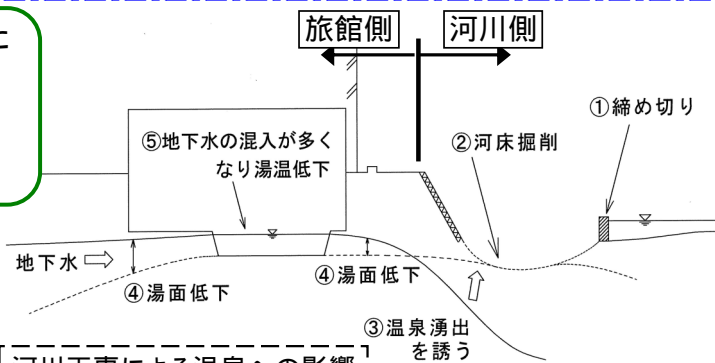 に
旅館側
河川側
①締め切り
②河床掘削
⑤地下水の混入が多く
なり湯温低下
地下水
④湯面低下
④湯面低下
③温泉湧出
を誘う
河川工事による温泉への影響